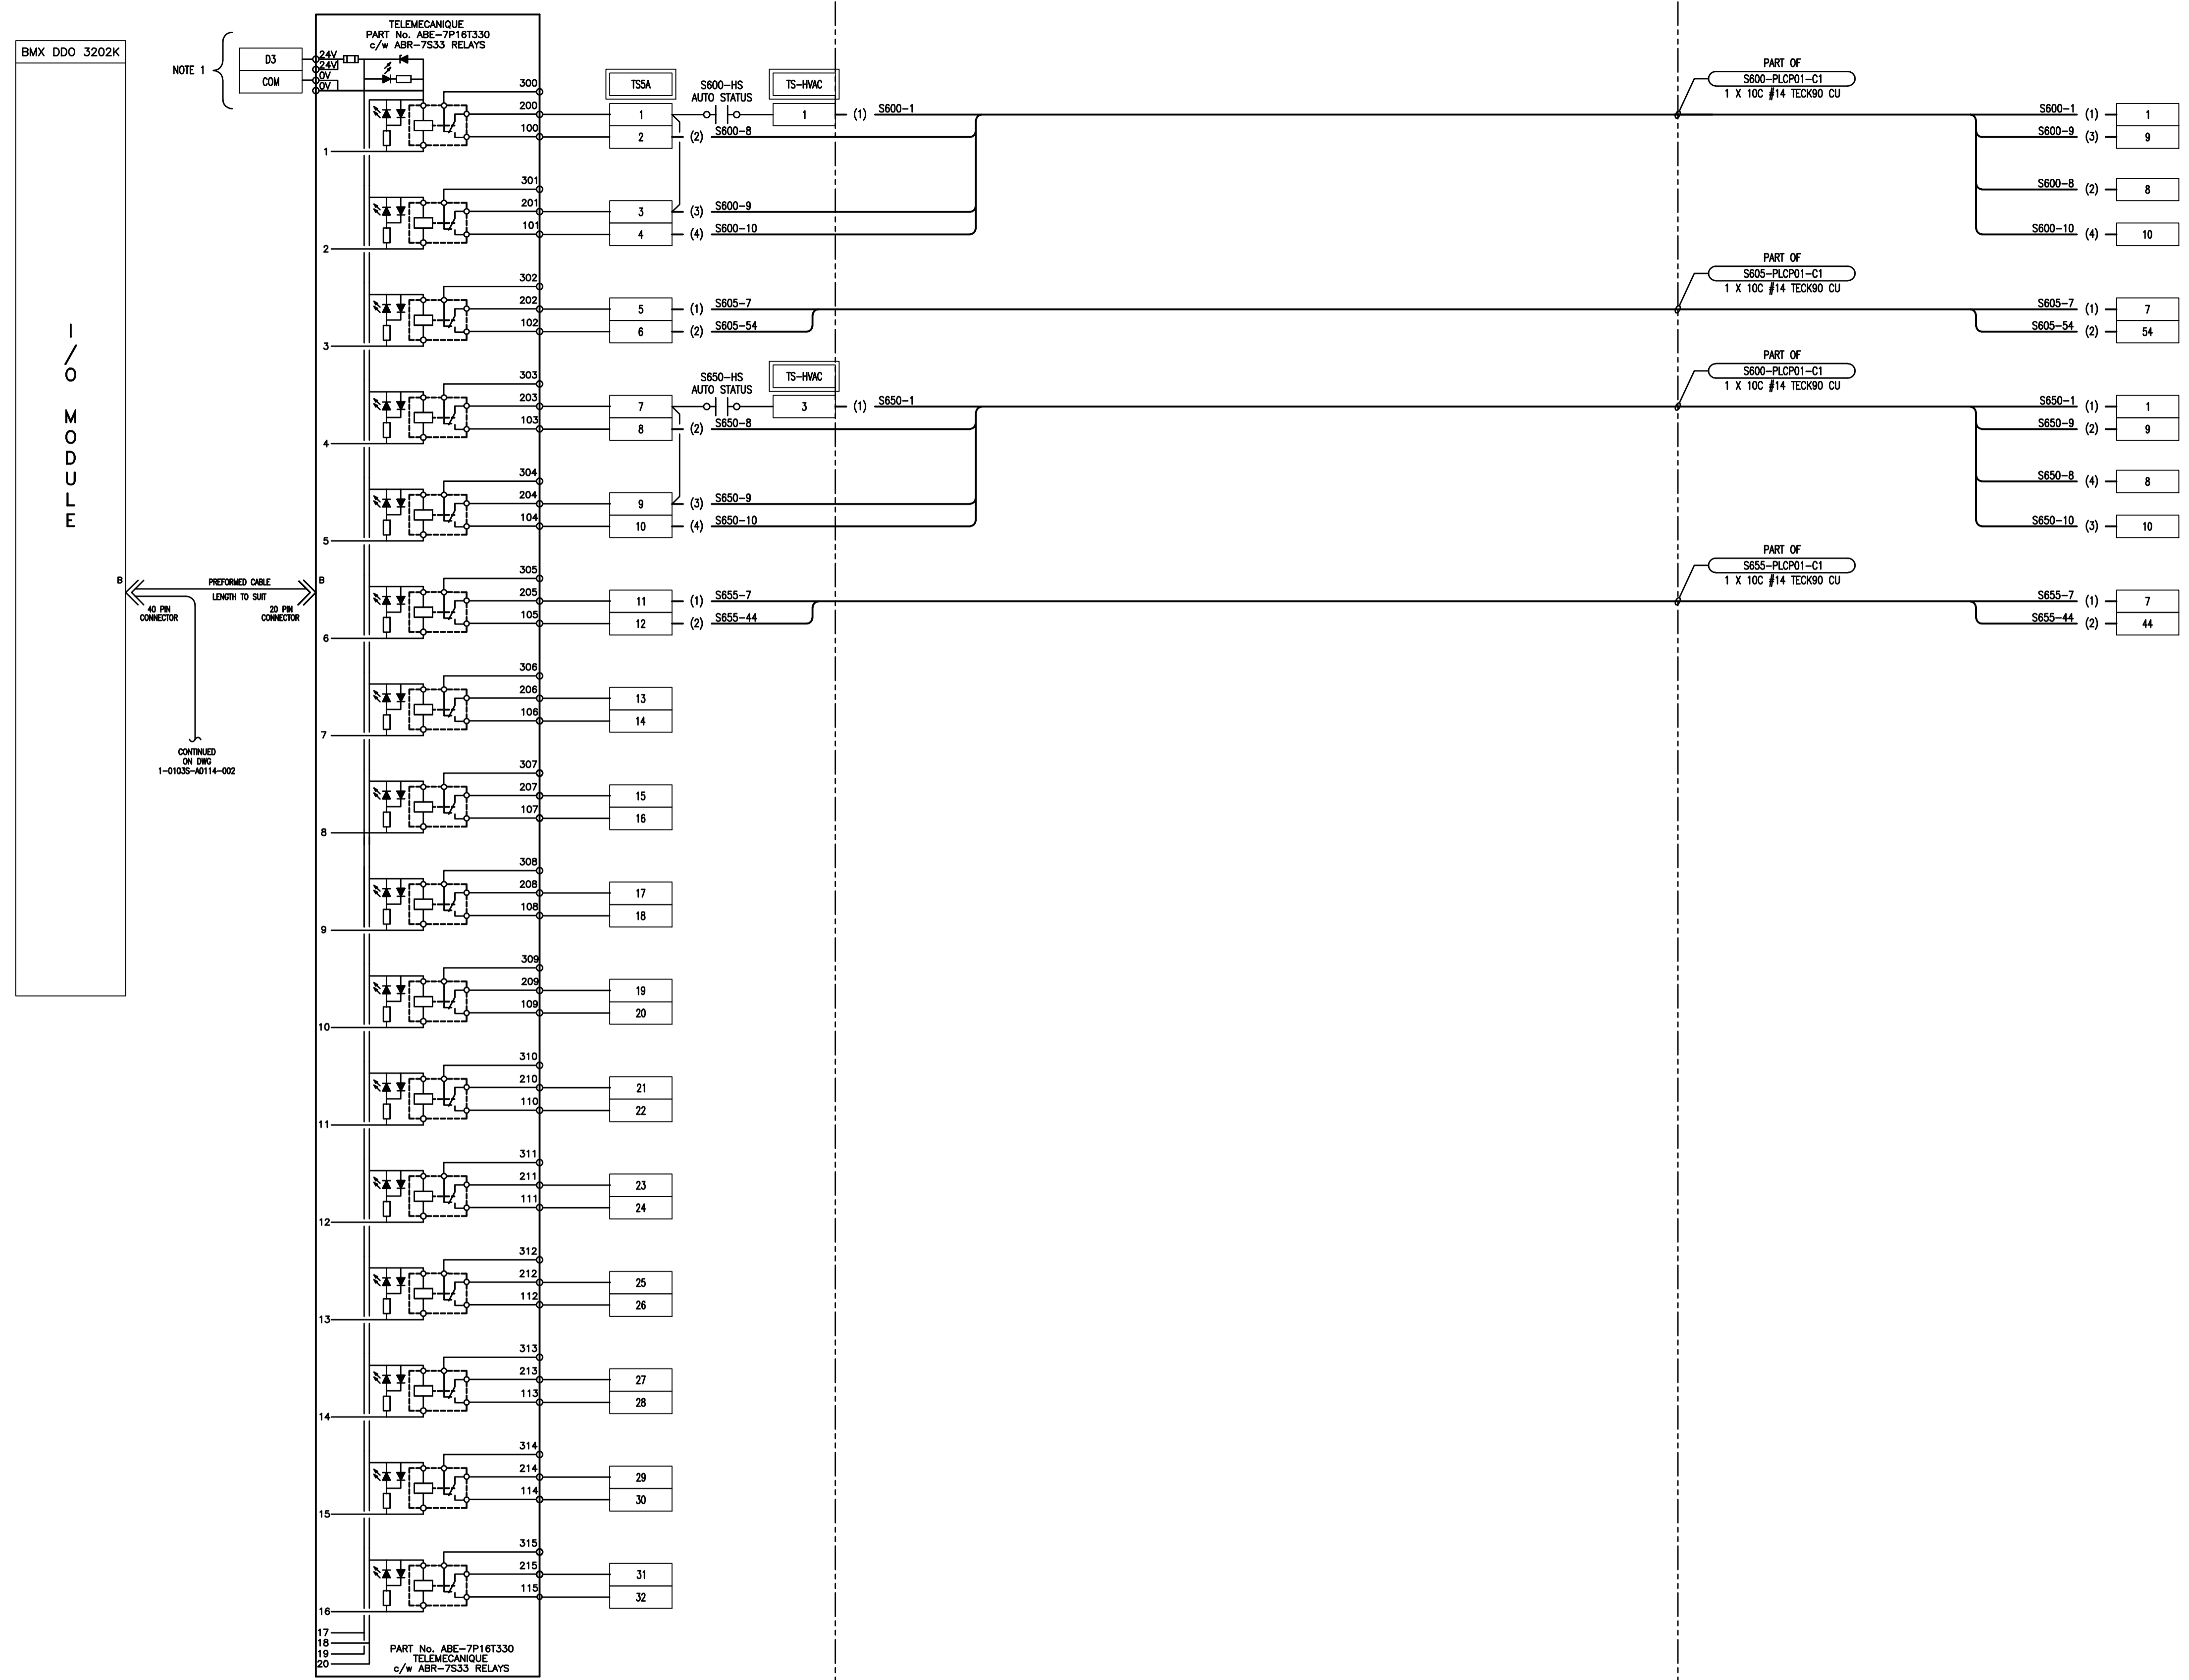 BMX DDO 3202K
I/O MODULE
B
40 PIN
CONNECTOR
PREFORMED CABLE
LENGTH TO SUIT
20 PIN
CONNECTOR
CONTINUED
ON DWG
1-0103S-A0114-002
NOTE 1
D3
COM
TELEMECANIQUE
PART No. ABE-7P16T330
c/w ABR-7S33 RELAYS
24V
24V
0V
0V
B
TS5A
S600-HS
AUTO STATUS
TS-HVAC
PART OF
S600-PLCP01-C1
1 X 10C #14 TECK90 CU
300
200 1 1 (1) S600-1 S600-1 (1) 1
100 2 (2) S600-8 S600-9 (3) 9
1
S600-8 (2) 8
301
201 3 (3) S600-9
101 4 (4) S600-10 S600-10 (4) 10
2
PART OF
S605-PLCP01-C1
1 X 10C #14 TECK90 CU
302
202 5 (1) S605-7 S605-7 (1) 7
102 6 (2) S605-54 S605-54 (2) 54
3
S650-HS
AUTO STATUS
TS-HVAC
PART OF
S600-PLCP01-C1
1 X 10C #14 TECK90 CU
303
203 7 3 (1) S650-1 S650-1 (1) 1
103 8 (2) S650-8 S650-9 (2) 9
4
S650-8 (4) 8
304
204 9 (3) S650-9
104 10 (4) S650-10 S650-10 (3) 10
5
PART OF
S655-PLCP01-C1
1 X 10C #14 TECK90 CU
305
205 11 (1) S655-7 S655-7 (1) 7
105 12 (2) S655-44 S655-44 (2) 44
6
306
206 13
106 14
7
307
207 15
107 16
8
308
208 17
108 18
9
309
209 19
109 20
10
310
210 21
110 22
11
311
211 23
111 24
12
312
212 25
112 26
13
313
213 27
113 28
14
314
214 29
114 30
15
315
215 31
115 32
16
17
18
19
20
PART No. ABE-7P16T330
TELEMECANIQUE
c/w ABR-7S33 RELAYS